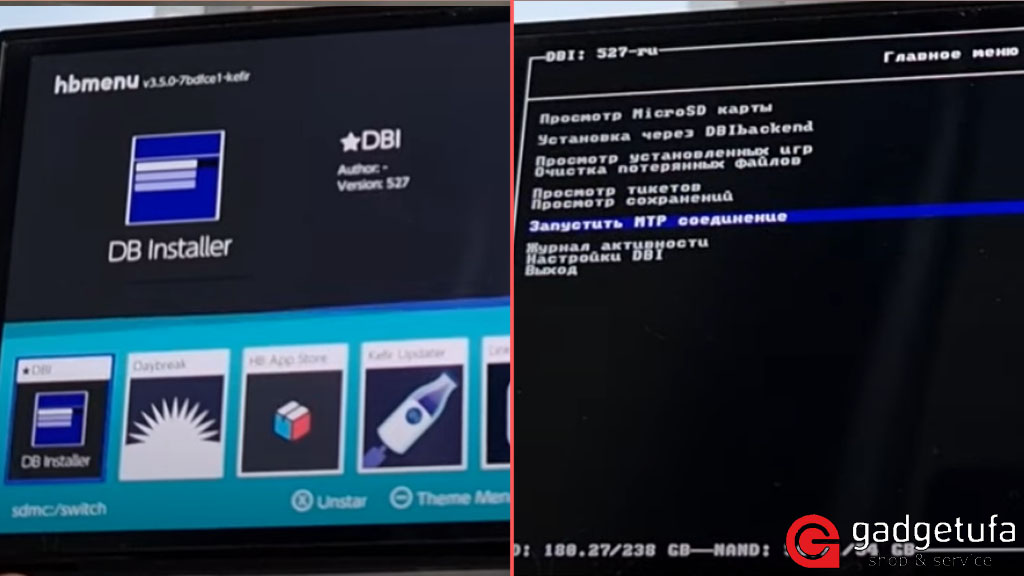 hbmenu v3.5.0-7bdfce1-kefir
★DBI
Author: -
Version: 527
DB Installer
★DBI
Daybreak
HB App Store
Kefir Updater
DB Installer
sdmc:/switch
Unstar
Theme Men
DBI: 527-ru
Главное меню
Просмотр MicroSD карты
Установка через DBIbackend
Просмотр установленных игр
Очистка потерянных файлов
Просмотр тикетов
Просмотр сохранений
Запустить MTP соединение
Журнал активности
Настройки DBI
Выход
D: 180.27/238 GB—NAND: GB
gadgetufa
shop & service